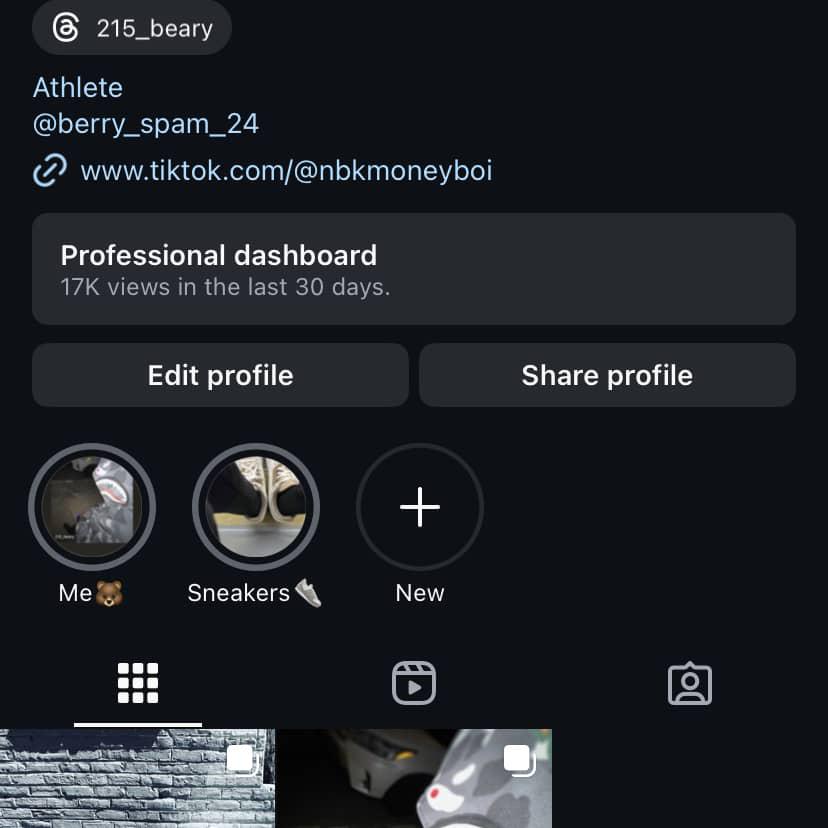 215_beary
Athlete
@berry_spam_24
www.tiktok.com/@nbkmoneyboi
Professional dashboard
17K views in the last 30 days.
Edit profile
Share profile
Me🐻
Sneakers👟
New